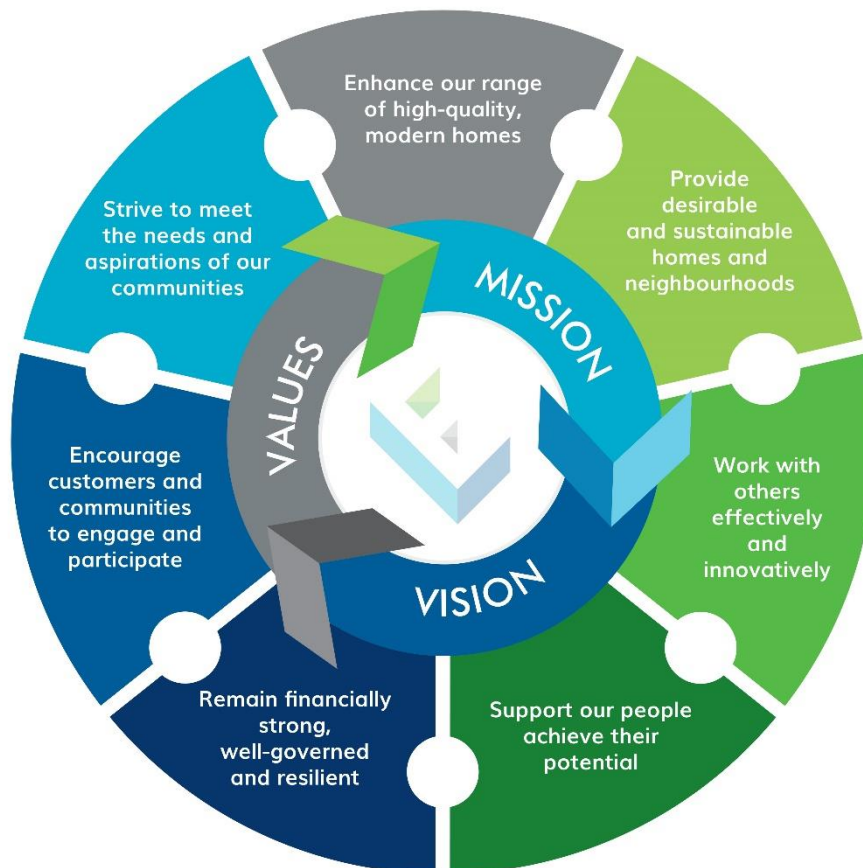 Enhance our range
of high-quality,
modern homes
Provide
desirable
and sustainable
homes and
neighbourhoods
Work with
others
effectively
and
innovatively
Support our people
achieve their
potential
Remain financially
strong,
well-governed
and resilient
Encourage
customers and
communities
to engage and
participate
Strive to meet
the needs and
aspirations of our
communities
MISSION
VISION
VALUES